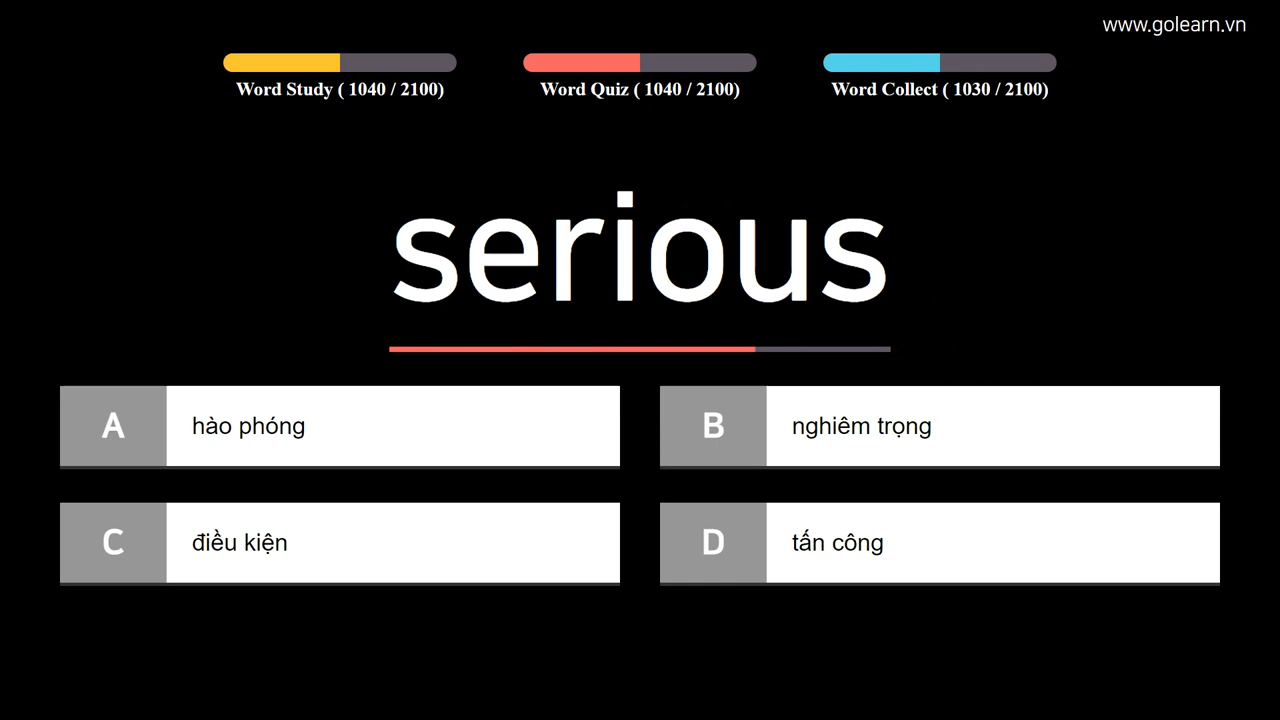 www.golearn.vn
Word Study ( 1040 / 2100)
Word Quiz ( 1040 / 2100)
Word Collect ( 1030 / 2100)
serious
A hào phóng
B nghiêm trọng
C điều kiện
D tấn công